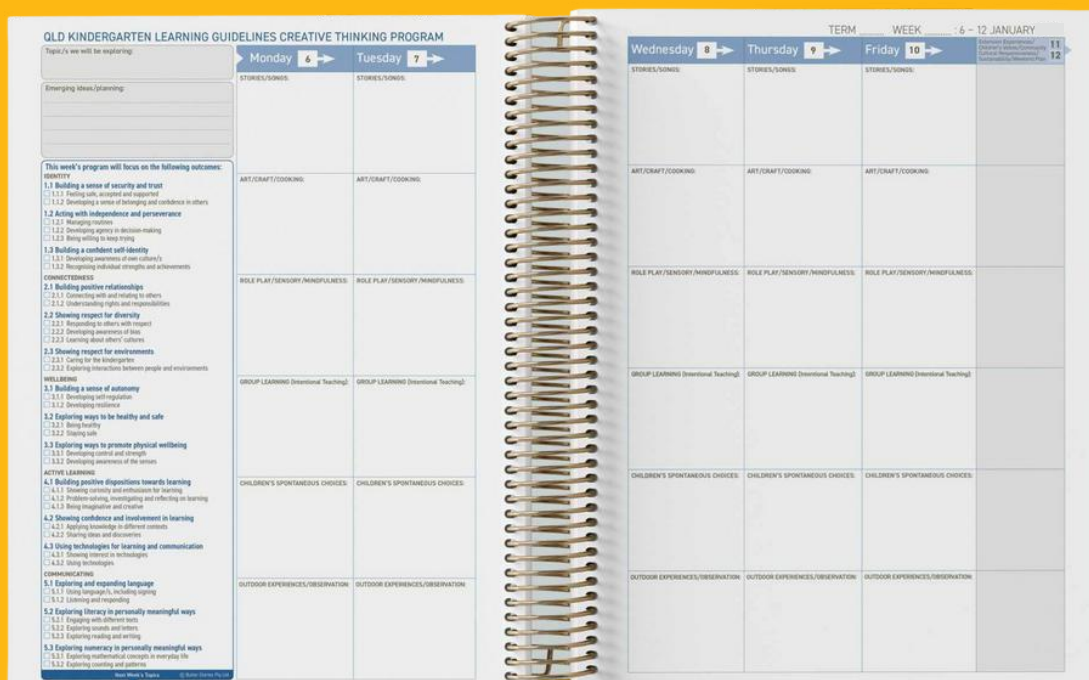 QLD KINDERGARTEN LEARNING GUIDELINES CREATIVE THINKING PROGRAM
Topic/s we will be exploring:
Emerging ideas/planning:
This week's program will focus on the following outcomes:
IDENTITY
1.1 Building a sense of security and trust
1.1.1 Feeling safe, accepted and supported
1.1.2 Developing a sense of belonging and confidence in others
1.2 Acting with independence and perseverance
1.2.1 Managing routines
1.2.2 Developing agency in decision-making
1.2.3 Being willing to keep trying
1.3 Building a confident self-identity
1.3.1 Developing awareness of own culture/s
1.3.2 Recognising individual strengths and achievements
CONNECTEDNESS
2.1 Building positive relationships
2.1.1 Connecting with and relating to others
2.1.2 Understanding rights and responsibilities
2.2 Showing respect for diversity
2.2.1 Responding to others with respect
2.2.2 Developing awareness of bias
2.2.3 Learning about others' cultures
2.3 Showing respect for environments
2.3.1 Caring for the kindergarten
2.3.2 Exploring interactions between people and environments
WELLBEING
3.1 Building a sense of autonomy
3.1.1 Developing self-regulation
3.1.2 Developing resilience
3.2 Exploring ways to be healthy and safe
3.2.1 Being healthy
3.2.2 Staying safe
3.3 Exploring ways to promote physical wellbeing
3.3.1 Developing control and strength
3.3.2 Developing awareness of the senses
ACTIVE LEARNING
4.1 Building positive dispositions towards learning
4.1.1 Showing curiosity and enthusiasm for learning
4.1.2 Problem-solving, investigating and reflecting on learning
4.1.3 Being imaginative and creative
4.2 Showing confidence and involvement in learning
4.2.1 Applying knowledge in different contexts
4.2.2 Sharing ideas and discoveries
4.3 Using technologies for learning and communication
4.3.1 Showing interest in technologies
4.3.2 Using technologies
COMMUNICATING
5.1 Exploring and expanding language
5.1.1 Using language/s, including signing
5.1.2 Listening and responding
5.2 Exploring literacy in personally meaningful ways
5.2.1 Engaging with different texts
5.2.2 Exploring sounds and letters
5.2.3 Exploring reading and writing
5.3 Exploring numeracy in personally meaningful ways
5.3.1 Exploring mathematical concepts in everyday life
5.3.2 Exploring counting and patterns
Next Week's Topics
Monday 6 Tuesday 7
STORIES/SONGS: STORIES/SONGS:
ART/CRAFT/COOKING: ART/CRAFT/COOKING:
ROLE PLAY/SENSORY/MINDFULNESS: ROLE PLAY/SENSORY/MINDFULNESS:
GROUP LEARNING (Intentional Teaching): GROUP LEARNING (Intentional Teaching):
CHILDREN'S SPONTANEOUS CHOICES: CHILDREN'S SPONTANEOUS CHOICES:
OUTDOOR EXPERIENCES/OBSERVATION: OUTDOOR EXPERIENCES/OBSERVATION:
TERM WEEK : 6 - 12 JANUARY
Wednesday 8 Thursday 9 Friday 10
11
12
STORIES/SONGS: STORIES/SONGS: STORIES/SONGS:
ART/CRAFT/COOKING: ART/CRAFT/COOKING: ART/CRAFT/COOKING:
ROLE PLAY/SENSORY/MINDFULNESS: ROLE PLAY/SENSORY/MINDFULNESS: ROLE PLAY/SENSORY/MINDFULNESS:
GROUP LEARNING (Intentional Teaching): GROUP LEARNING (Intentional Teaching): GROUP LEARNING (Intentional Teaching):
CHILDREN'S SPONTANEOUS CHOICES: CHILDREN'S SPONTANEOUS CHOICES: CHILDREN'S SPONTANEOUS CHOICES:
OUTDOOR EXPERIENCES/OBSERVATION: OUTDOOR EXPERIENCES/OBSERVATION: OUTDOOR EXPERIENCES/OBSERVATION: